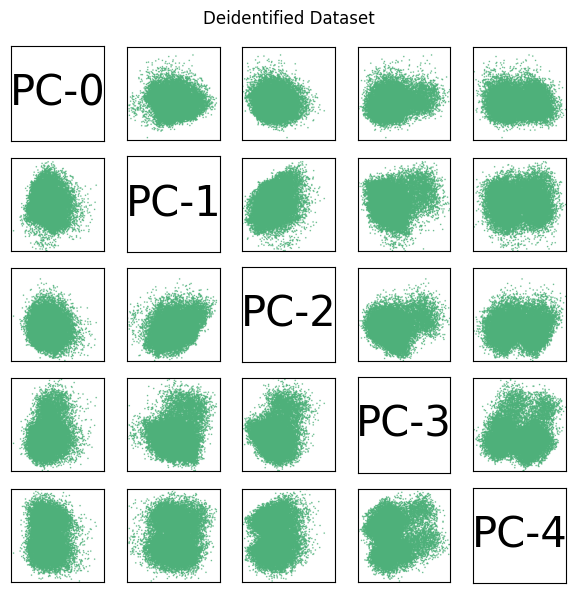 Deidentified Dataset
PC-0
PC-1
PC-2
PC-3
PC-4